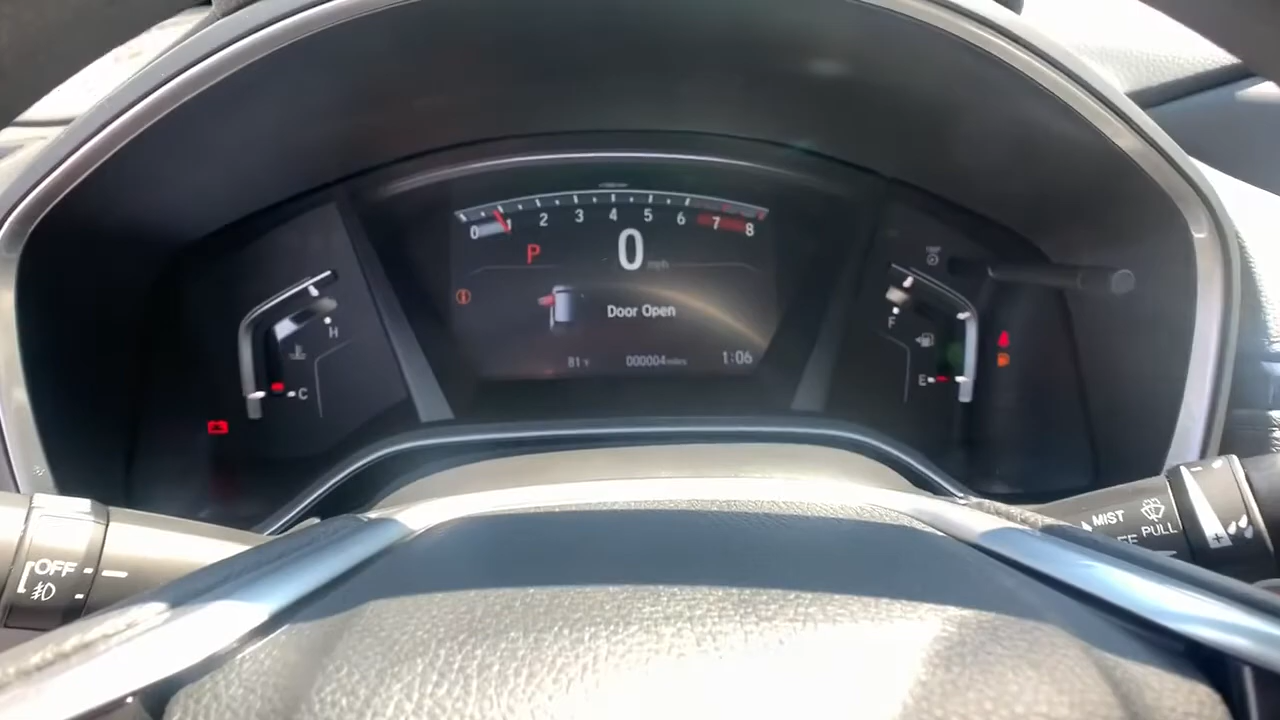 0 1 2 3 4 5 6 7 8
P
0 mph
Door Open
81°F 000004 miles 1:06
H
C
F
E
OFF
MIST
PULL